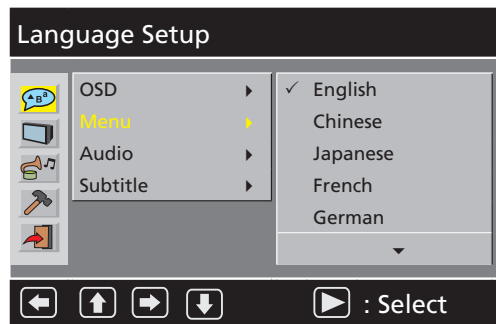 Language Setup
OSD
Menu
Audio
Subtitle
✓ English
Chinese
Japanese
French
German
: Select